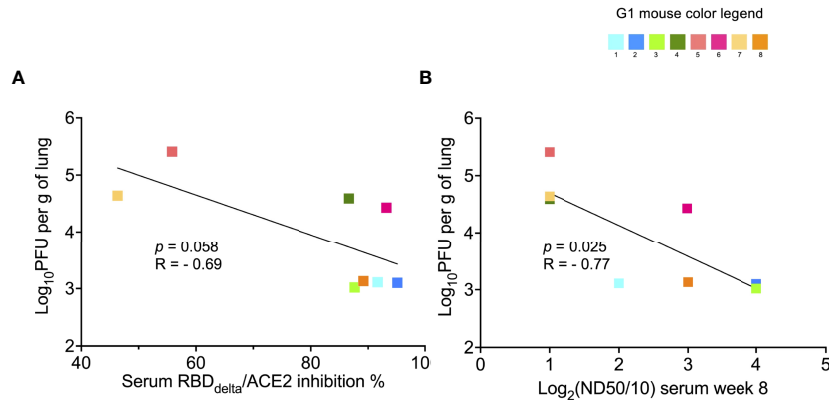 G1 mouse color legend
1 2 3 4 5 6 7 8
A
Log10PFU per g of lung
6
5
4
3
2
p = 0.058
R = - 0.69
40 60 80 10
Serum RBDdelta/ACE2 inhibition %
B
Log10PFU per g of lung
6
5
4
3
2
p = 0.025
R = - 0.77
0 1 2 3 4 5
Log2(ND50/10) serum week 8